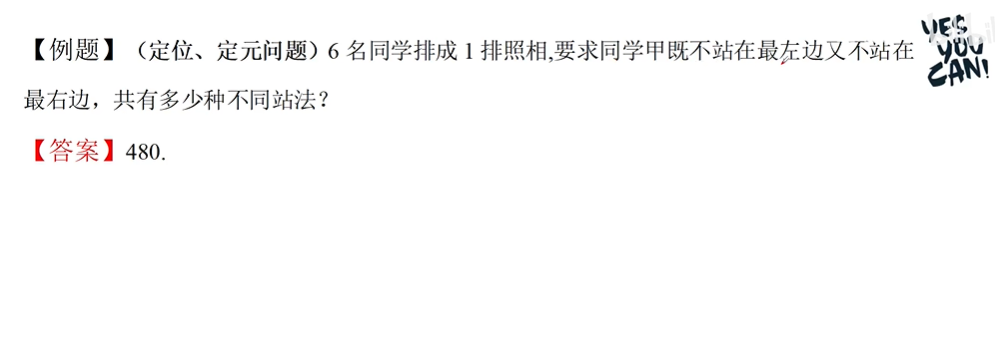 【例题】（定位、定元问题）6 名同学排成 1 排照相,要求同学甲既不站在最左边又不站在
最右边，共有多少种不同站法？
【答案】480.
YES
YOU
CAN!